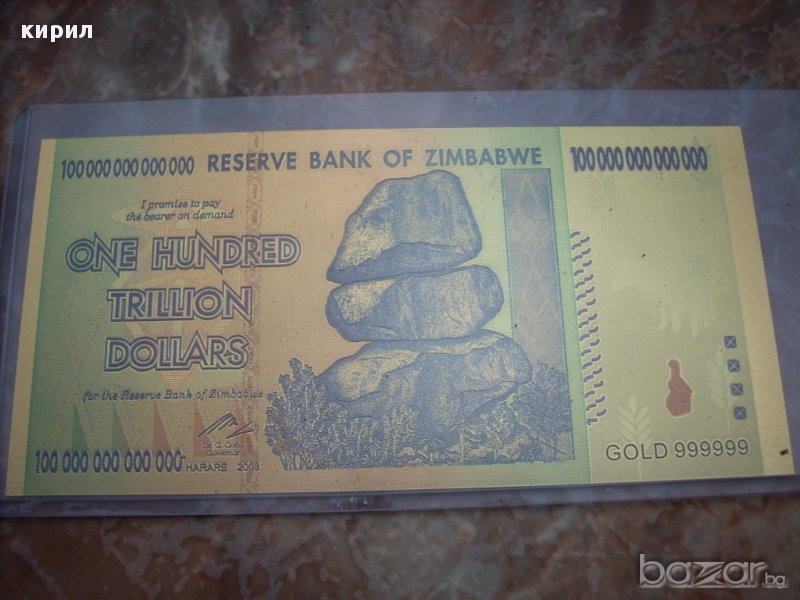 кирил
100 000 000 000 000 RESERVE BANK OF ZIMBABWE 100 000 000 000 000
I promise to pay
the bearer on demand
ONE HUNDRED
TRILLION
DOLLARS
for the Reserve Bank of Zimbabwe
Dr. G. Gono
Governor
100 000 000 000 000 HARARE 2008
GOLD 999999
bazar.bg